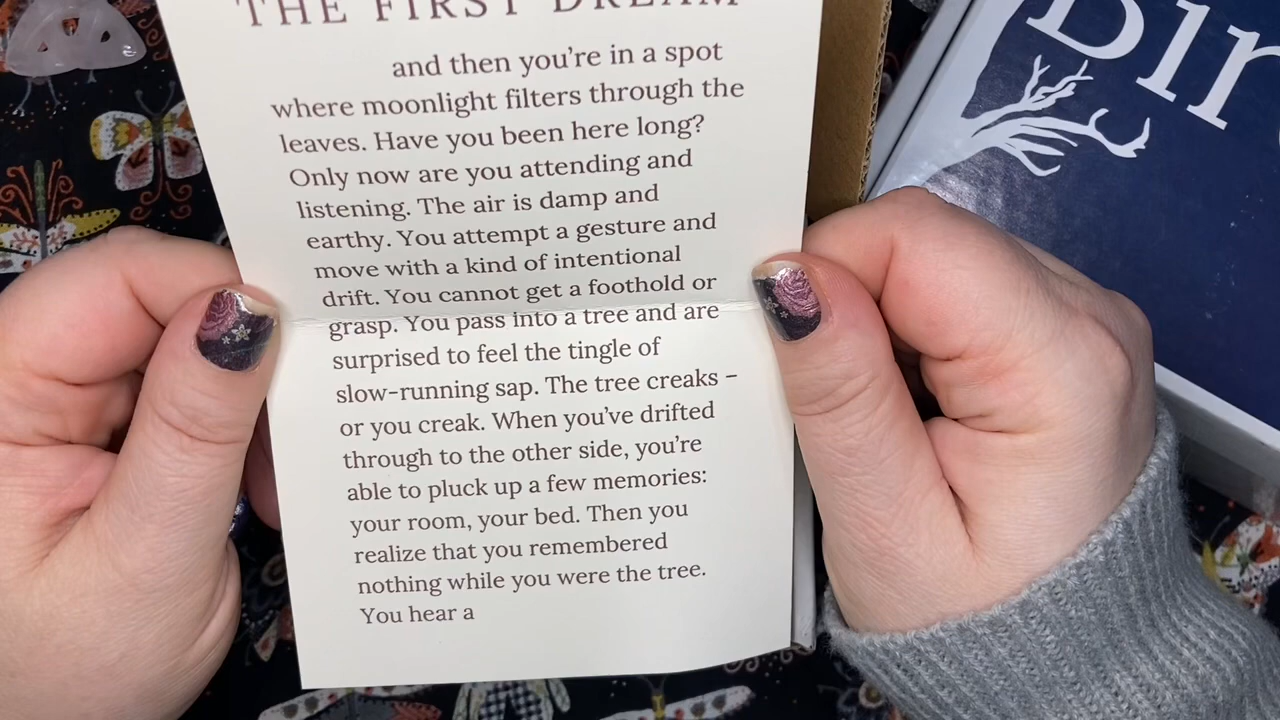 THE FIRST DREAM
and then you’re in a spot
where moonlight filters through the
leaves. Have you been here long?
Only now are you attending and
listening. The air is damp and
earthy. You attempt a gesture and
move with a kind of intentional
drift. You cannot get a foothold or
grasp. You pass into a tree and are
surprised to feel the tingle of
slow-running sap. The tree creaks –
or you creak. When you’ve drifted
through to the other side, you’re
able to pluck up a few memories:
your room, your bed. Then you
realize that you remembered
nothing while you were the tree.
You hear a